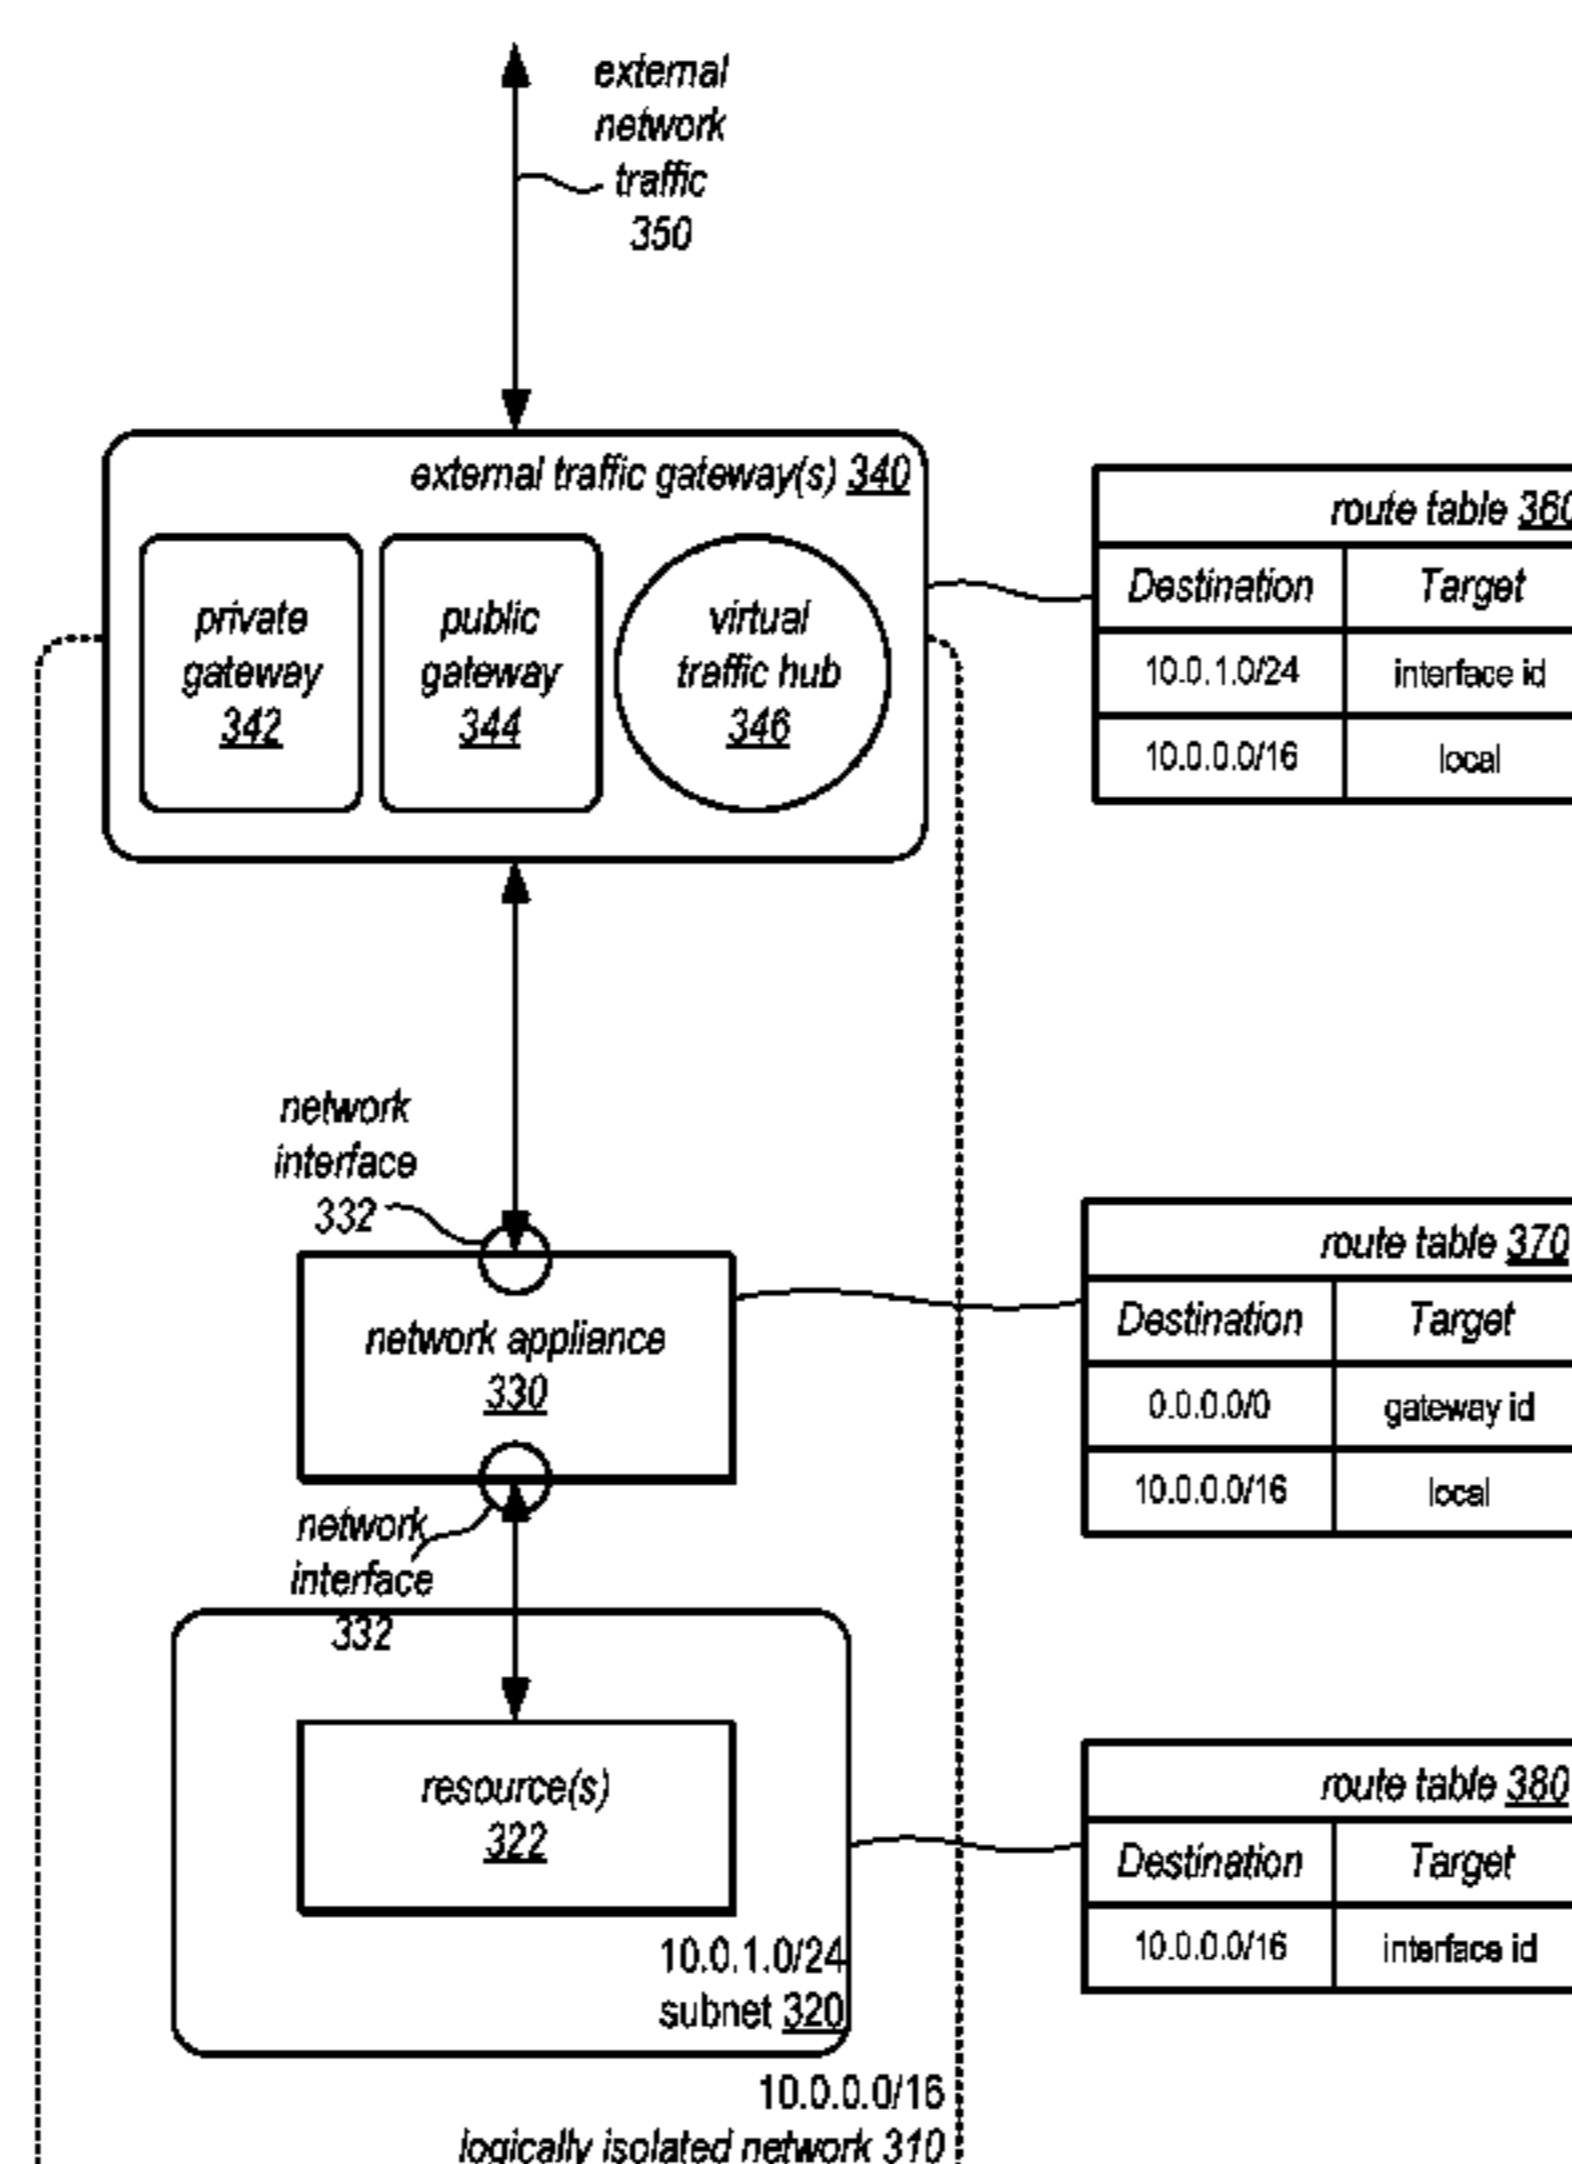 external
network
traffic
350
external traffic gateway(s) 340
private
gateway
342
public
gateway
344
virtual
traffic hub
346
route table 360
Destination Target
10.0.1.0/24 interface id
10.0.0.0/16 local
network
interface
332
network appliance
330
route table 370
Destination Target
0.0.0.0/0 gateway id
10.0.0.0/16 local
network
interface
332
resource(s)
322
10.0.1.0/24
subnet 320
route table 380
Destination Target
10.0.0.0/16 interface id
10.0.0.0/16
logically isolated network 310